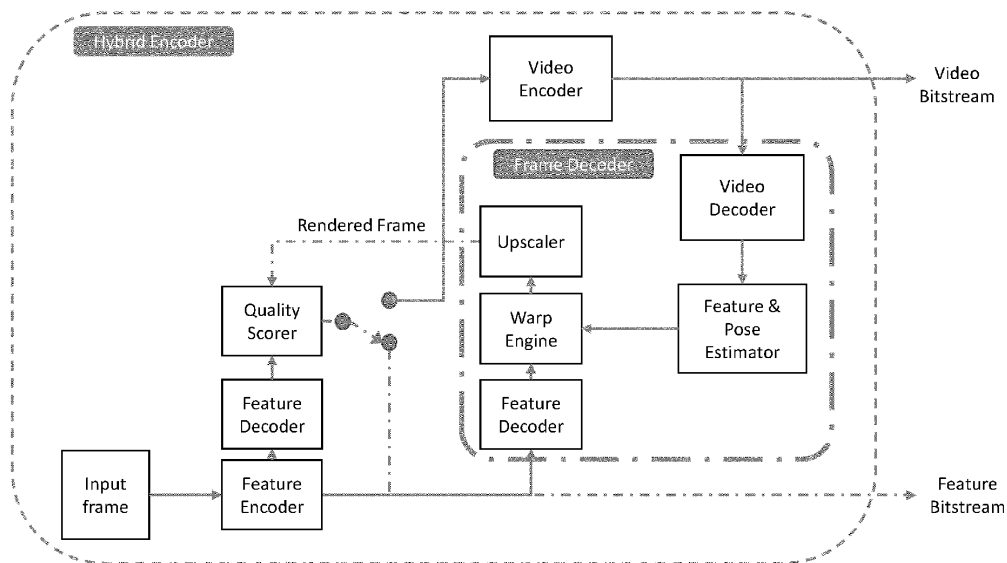 Hybrid Encoder
Video
Encoder
Video
Bitstream
Frame Decoder
Video
Decoder
Rendered Frame
Upscaler
Quality
Scorer
Warp
Engine
Feature &
Pose
Estimator
Feature
Decoder
Feature
Decoder
Input
frame
Feature
Encoder
Feature
Bitstream